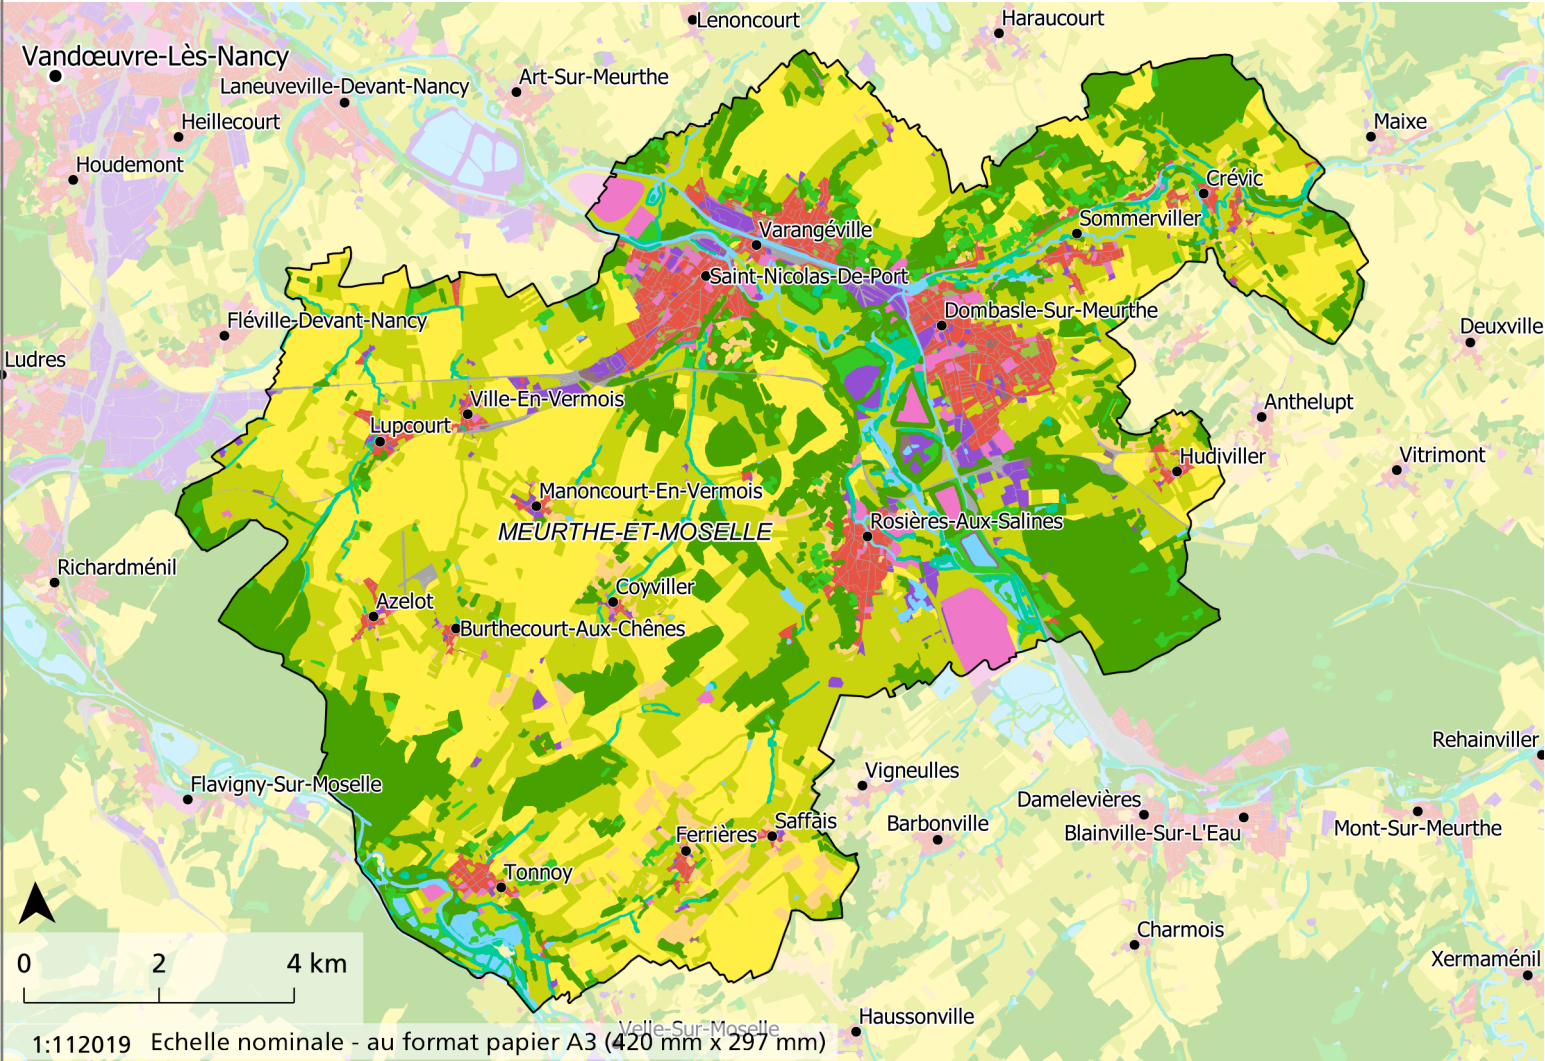 Lenoncourt
Haraucourt
Vandœuvre-Lès-Nancy
Art-Sur-Meurthe
Laneuveville-Devant-Nancy
Heillecourt
Maixe
Houdemont
Crévic
Sommerviller
Varangéville
Saint-Nicolas-De-Port
Dombasle-Sur-Meurthe
Fléville-Devant-Nancy
Deuxville
Ludres
Ville-En-Vermois
Anthelupt
Lupcourt
Hudiviller
Vitrimont
Manoncourt-En-Vermois
Rosières-Aux-Salines
MEURTHE-ET-MOSELLE
Richardménil
Coyviller
Azelot
Burthecourt-Aux-Chênes
Rehainviller
Vigneulles
Flavigny-Sur-Moselle
Damelevières
Saffais
Barbonville
Blainville-Sur-L'Eau
Mont-Sur-Meurthe
Ferrières
Tonnoy
Charmois
Xermaménil
0 2 4 km
Haussonville
Velle-Sur-Moselle
1:112019 Echelle nominale - au format papier A3 (420 mm x 297 mm)